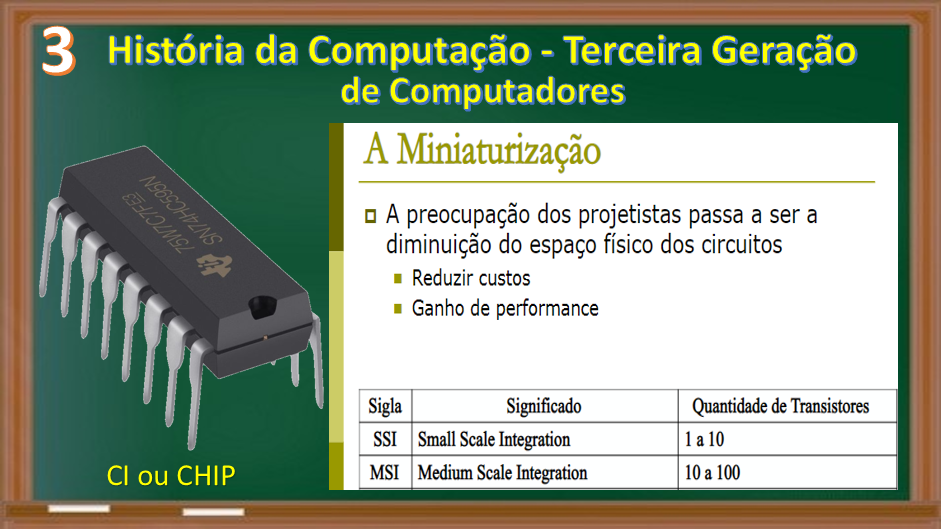 3
História da Computação - Terceira Geração
de Computadores
A Miniaturização
A preocupação dos projetistas passa a ser a
diminuição do espaço físico dos circuitos
Reduzir custos
Ganho de performance
75W7C7FE3
SN74HC595N
Sigla Significado Quantidade de Transistores
SSI Small Scale Integration 1 a 10
MSI Medium Scale Integration 10 a 100
CI ou CHIP